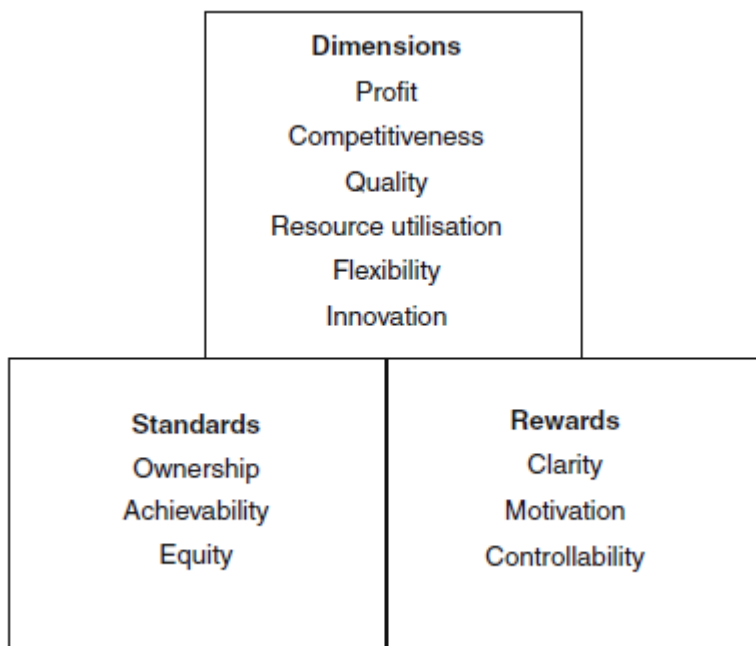 Dimensions
Profit
Competitiveness
Quality
Resource utilisation
Flexibility
Innovation
Standards
Ownership
Achievability
Equity
Rewards
Clarity
Motivation
Controllability